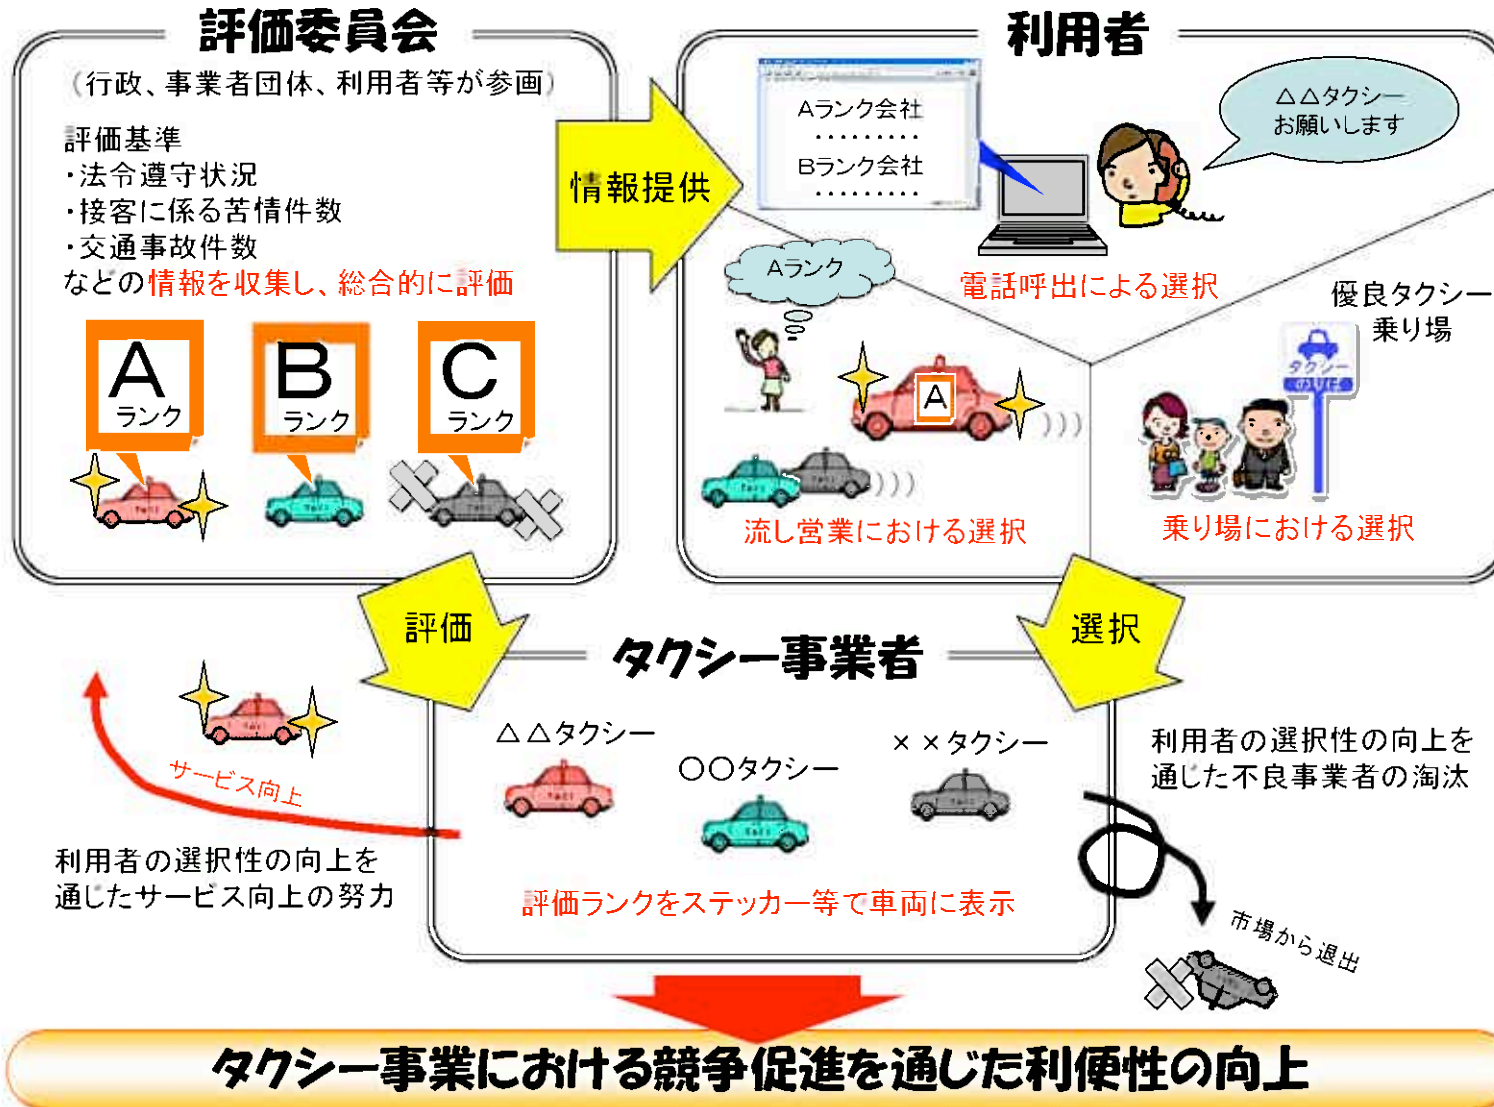 評価委員会
（行政、事業者団体、利用者等が参画）
評価基準
・法令遵守状況
・接客に係る苦情件数
・交通事故件数
などの情報を収集し、総合的に評価
A
ランク
B
ランク
C
ランク
TAXI
情報提供
利用者
Aランク会社
・・・・・・・・・
Bランク会社
・・・・・・・・・
△△タクシー
お願いします
電話呼出による選択
Aランク
A
流し営業における選択
優良タクシー
乗り場
タクシー
のりば
乗り場における選択
評価
選択
タクシー事業者
△△タクシー
〇〇タクシー
××タクシー
評価ランクをステッカー等で車両に表示
サービス向上
利用者の選択性の向上を
通じたサービス向上の努力
利用者の選択性の向上を
通じた不良事業者の淘汰
市場から退出
タクシー事業における競争促進を通じた利便性の向上